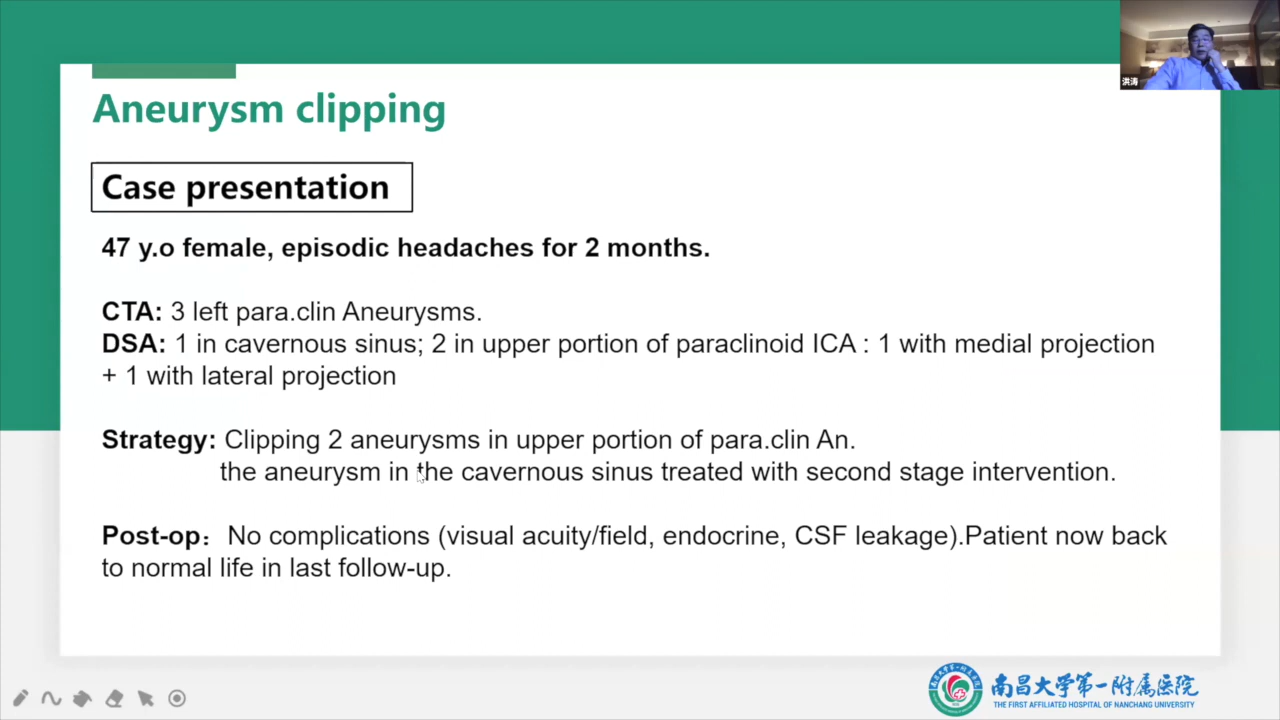 洪涛
Aneurysm clipping
Case presentation
47 y.o female, episodic headaches for 2 months.
CTA: 3 left para.clin Aneurysms.
DSA: 1 in cavernous sinus; 2 in upper portion of paraclinoid ICA : 1 with medial projection
+ 1 with lateral projection
Strategy: Clipping 2 aneurysms in upper portion of para.clin An.
the aneurysm in the cavernous sinus treated with second stage intervention.
Post-op： No complications (visual acuity/field, endocrine, CSF leakage).Patient now back
to normal life in last follow-up.
南昌大学第一附属医院
THE FIRST AFFILIATED HOSPITAL OF NANCHANG UNIVERSITY